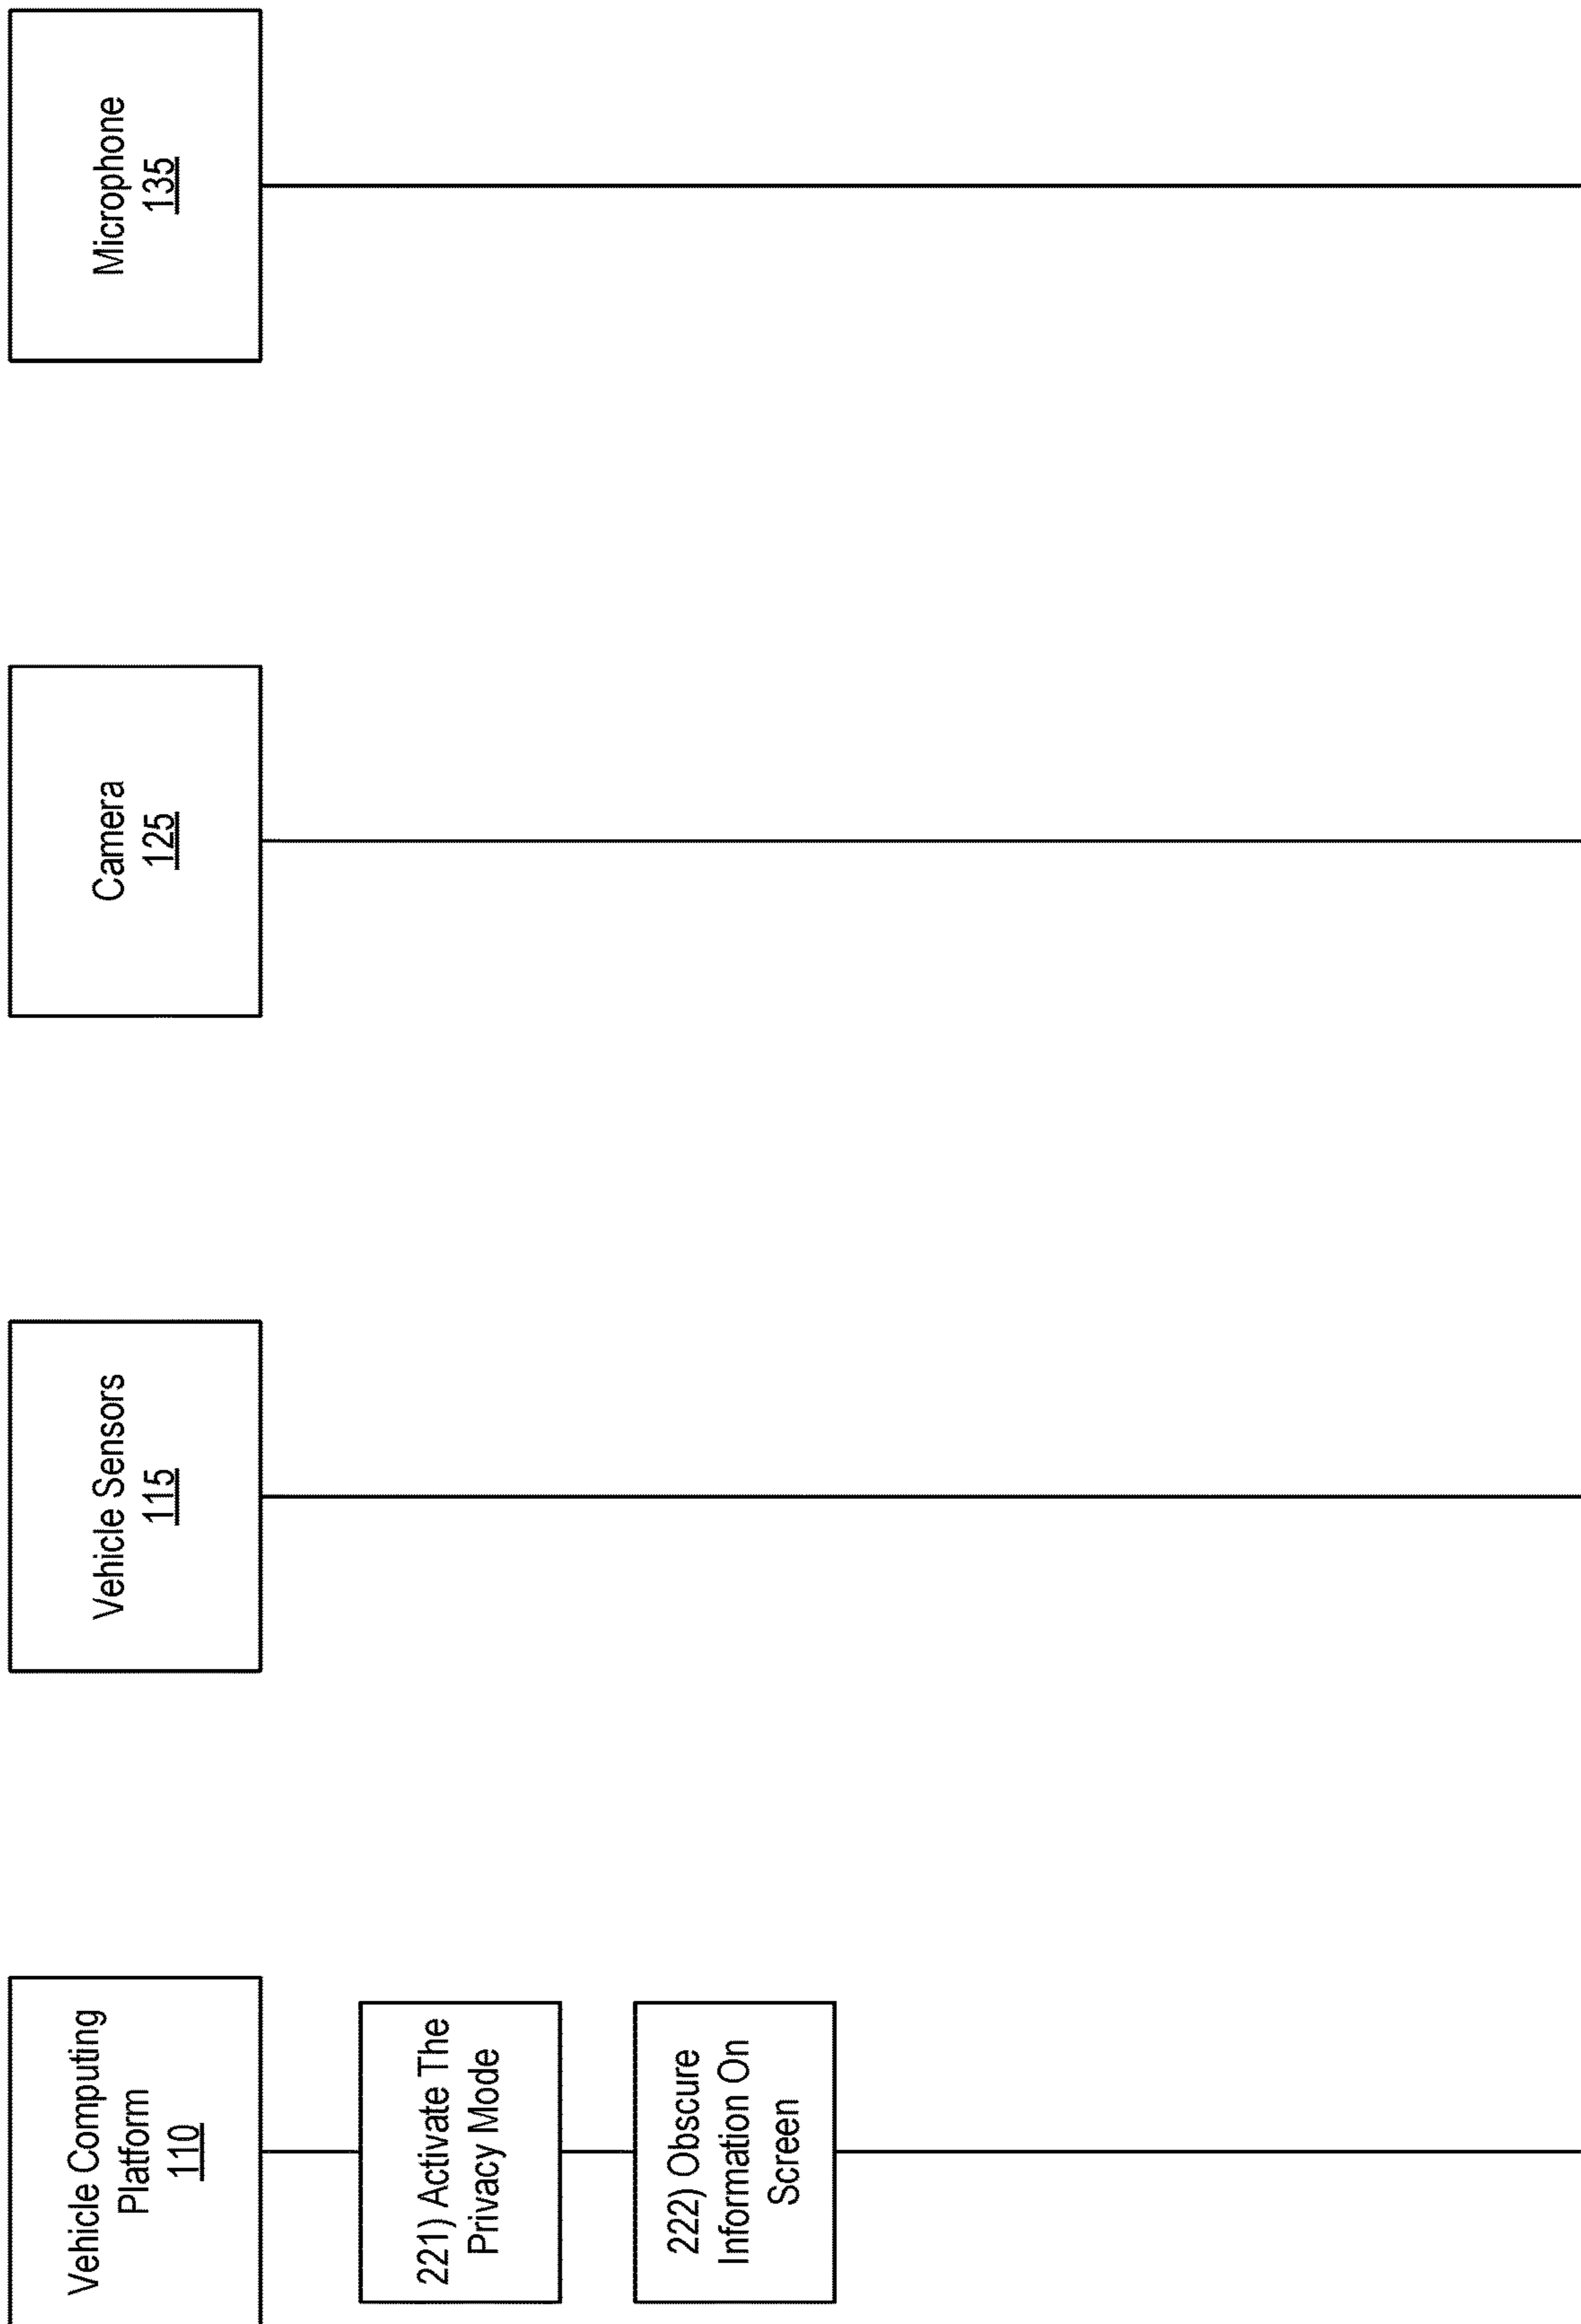 Vehicle Computing
Platform
110
Vehicle Sensors
115
Camera
125
Microphone
135
221) Activate The
Privacy Mode
222) Obscure
Information On
Screen